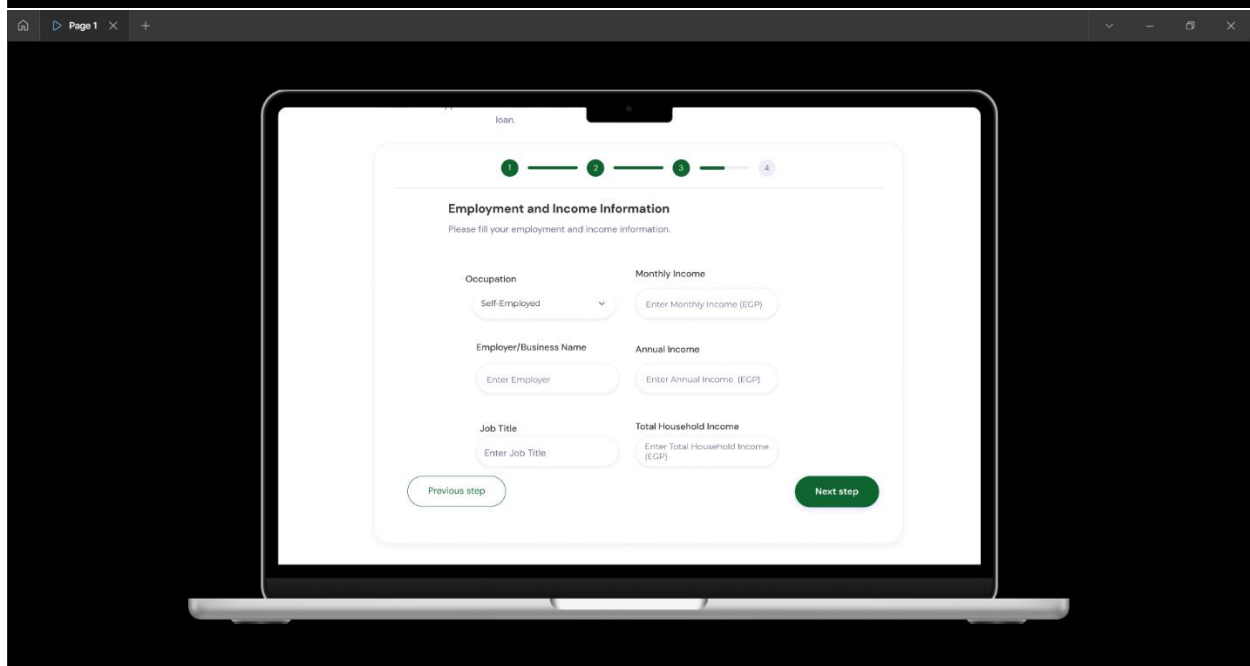 Page 1
loan.
1 2 3 4
Employment and Income Information
Please fill your employment and income information.
Occupation
Monthly Income
Self-Employed
Enter Monthly Income (EGP)
Employer/Business Name
Annual Income
Enter Employer
Enter Annual Income (EGP)
Job Title
Total Household Income
Enter Job Title
Enter Total Household Income
(EGP)
Previous step
Next step